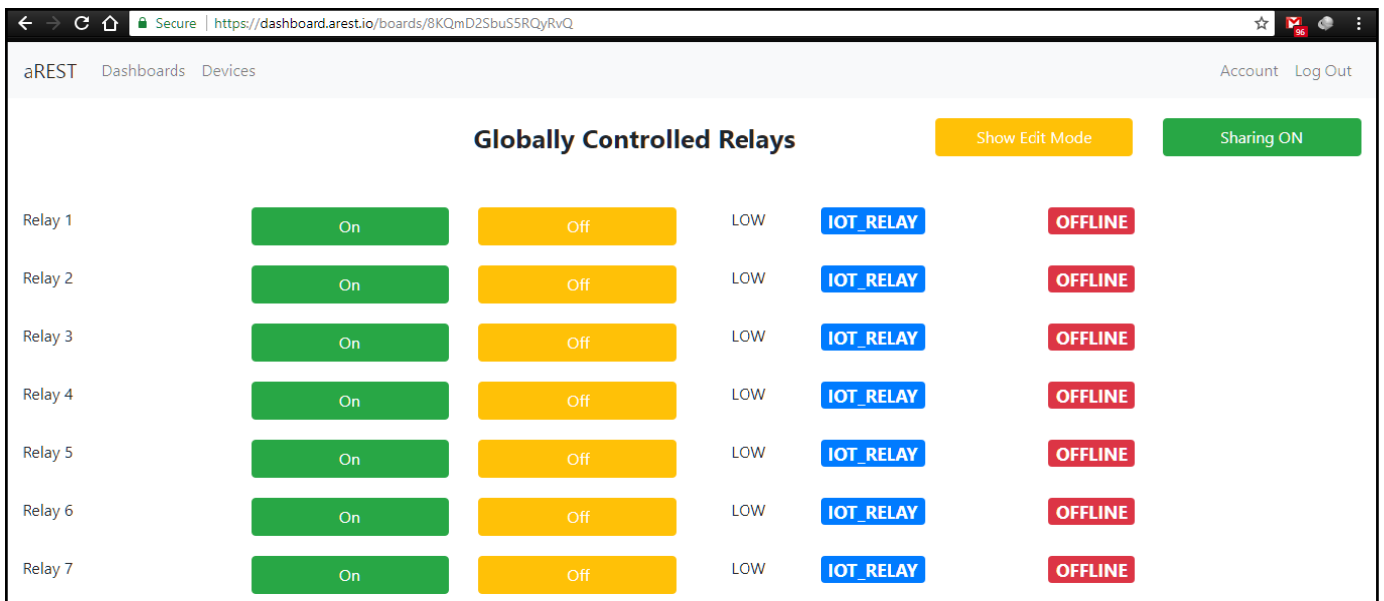 Secure | https://dashboard.arest.io/boards/8KQmD2SbuS5RQyRvQ
96
aREST Dashboards Devices Account Log Out
Globally Controlled Relays Show Edit Mode Sharing ON
Relay 1 On Off LOW IOT_RELAY OFFLINE
Relay 2 On Off LOW IOT_RELAY OFFLINE
Relay 3 On Off LOW IOT_RELAY OFFLINE
Relay 4 On Off LOW IOT_RELAY OFFLINE
Relay 5 On Off LOW IOT_RELAY OFFLINE
Relay 6 On Off LOW IOT_RELAY OFFLINE
Relay 7 On Off LOW IOT_RELAY OFFLINE